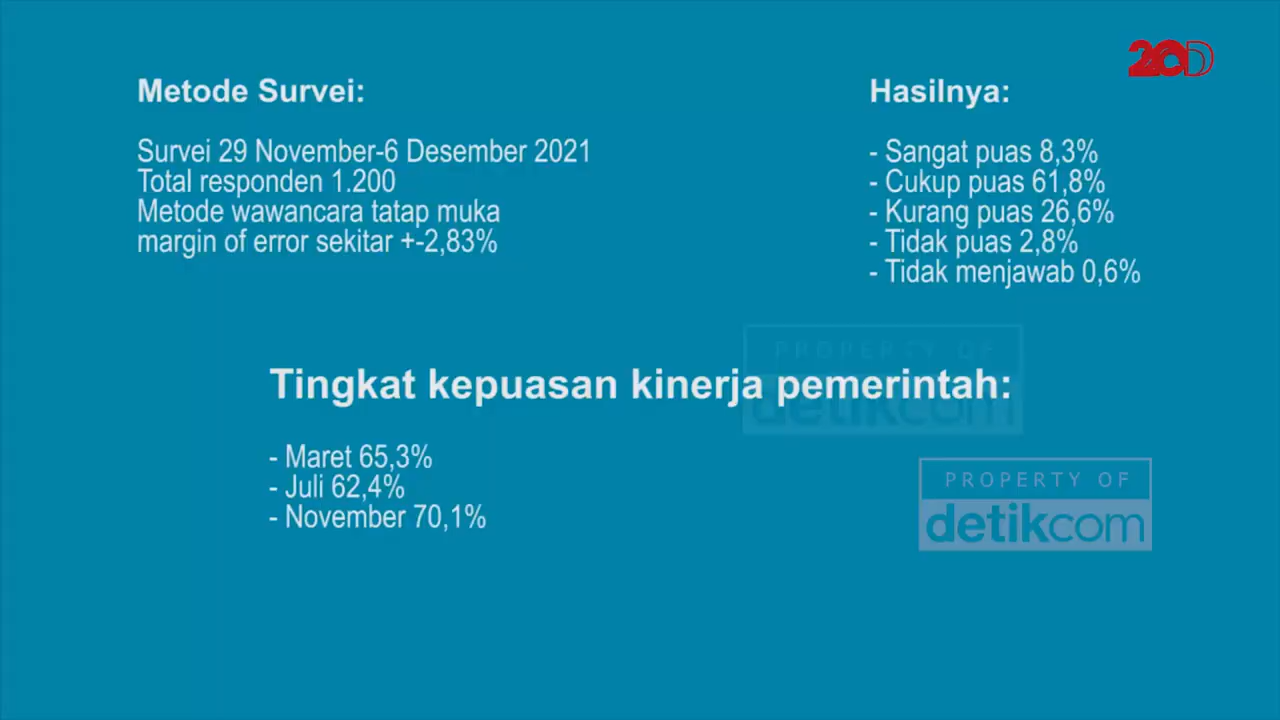 20D
Metode Survei:
Survei 29 November-6 Desember 2021
Total responden 1.200
Metode wawancara tatap muka
margin of error sekitar +-2,83%
Hasilnya:
- Sangat puas 8,3%
- Cukup puas 61,8%
- Kurang puas 26,6%
- Tidak puas 2,8%
- Tidak menjawab 0,6%
PROPERTY OF
detikcom
Tingkat kepuasan kinerja pemerintah:
- Maret 65,3%
- Juli 62,4%
- November 70,1%
PROPERTY OF
detikcom